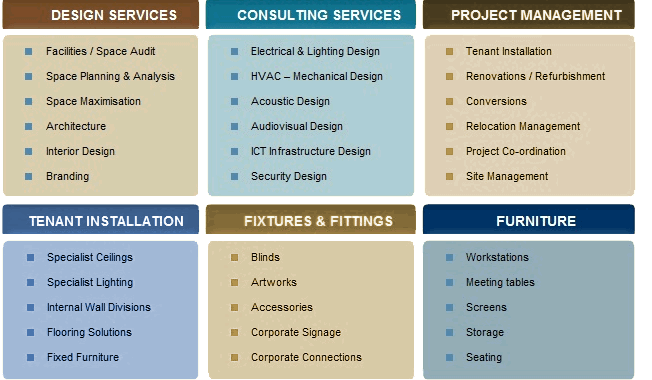 DESIGN SERVICES
Facilities / Space Audit
Space Planning & Analysis
Space Maximisation
Architecture
Interior Design
Branding
CONSULTING SERVICES
Electrical & Lighting Design
HVAC – Mechanical Design
Acoustic Design
Audiovisual Design
ICT Infrastructure Design
Security Design
PROJECT MANAGEMENT
Tenant Installation
Renovations / Refurbishment
Conversions
Relocation Management
Project Co-ordination
Site Management
TENANT INSTALLATION
Specialist Ceilings
Specialist Lighting
Internal Wall Divisions
Flooring Solutions
Fixed Furniture
FIXTURES & FITTINGS
Blinds
Artworks
Accessories
Corporate Signage
Corporate Connections
FURNITURE
Workstations
Meeting tables
Screens
Storage
Seating